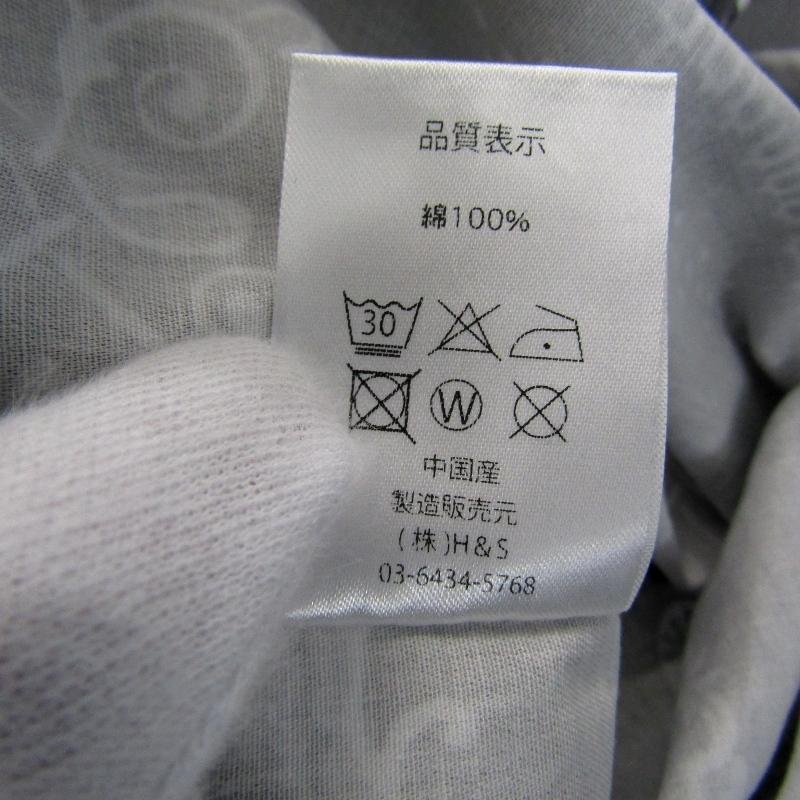 品質表示
綿100%
30
W
中国産
製造販売元
(株)H&S
03-6434-5768